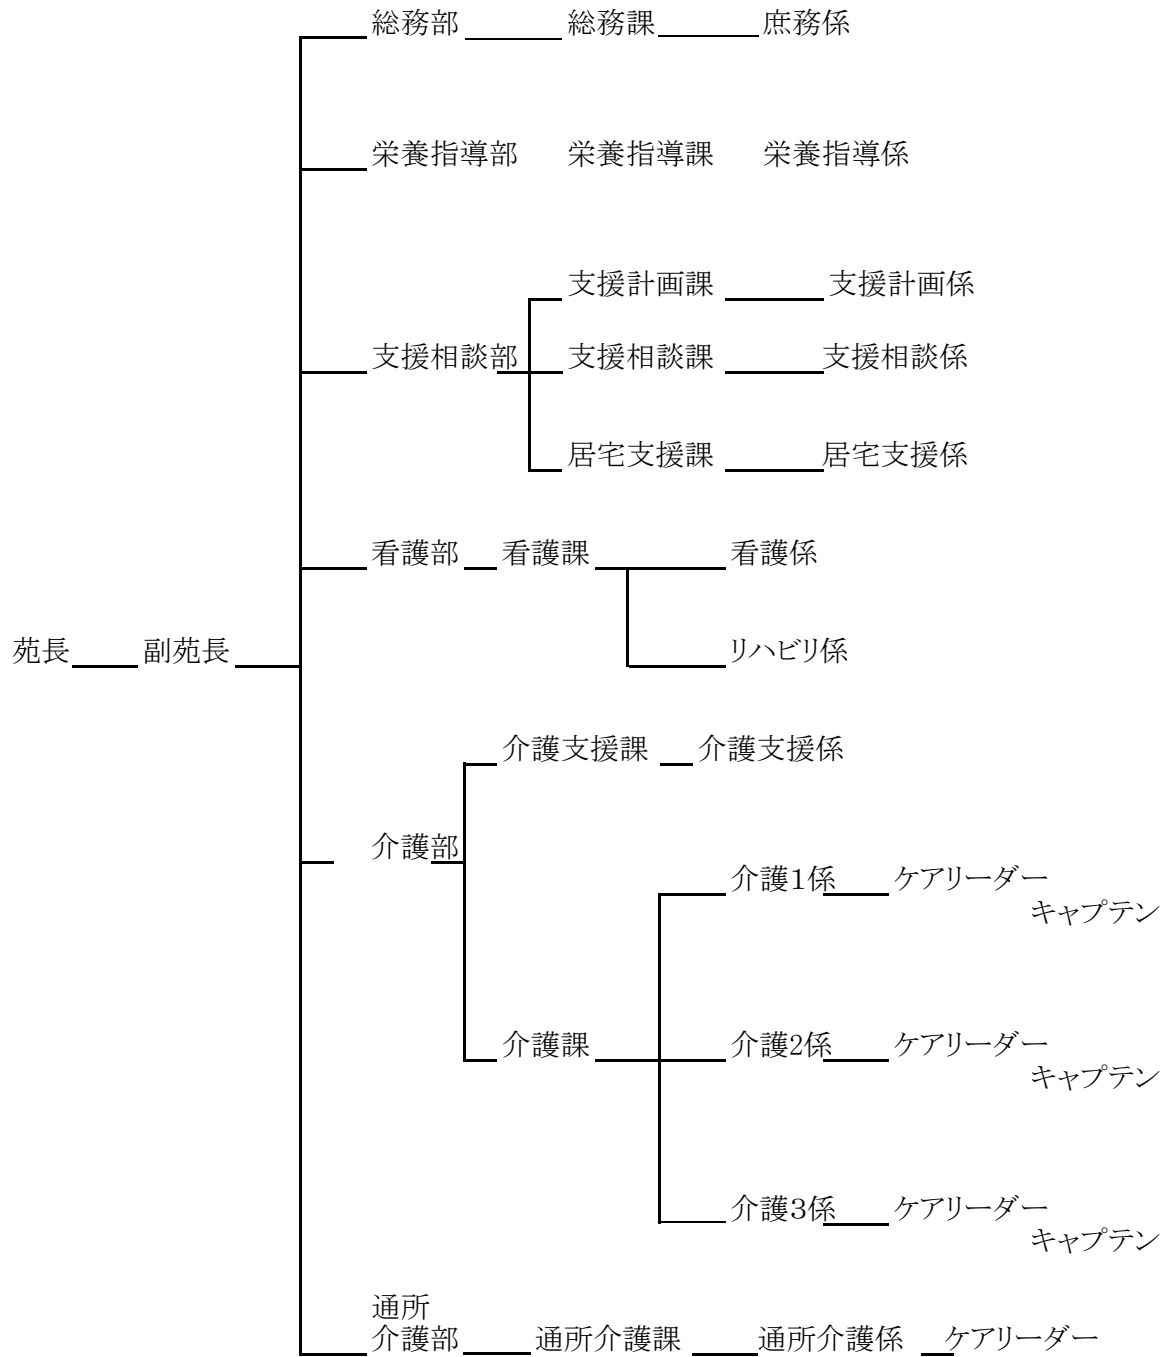 総務部 総務課 庶務係
栄養指導部 栄養指導課 栄養指導係
支援計画課 支援計画係
支援相談部 支援相談課 支援相談係
居宅支援課 居宅支援係
看護部 看護課 看護係
苑長 副苑長 リハビリ係
介護支援課 介護支援係
介護部
介護1係 ケアリーダー
キャプテン
介護課 介護2係 ケアリーダー
キャプテン
介護3係 ケアリーダー
キャプテン
通所
介護部 通所介護課 通所介護係 ケアリーダー